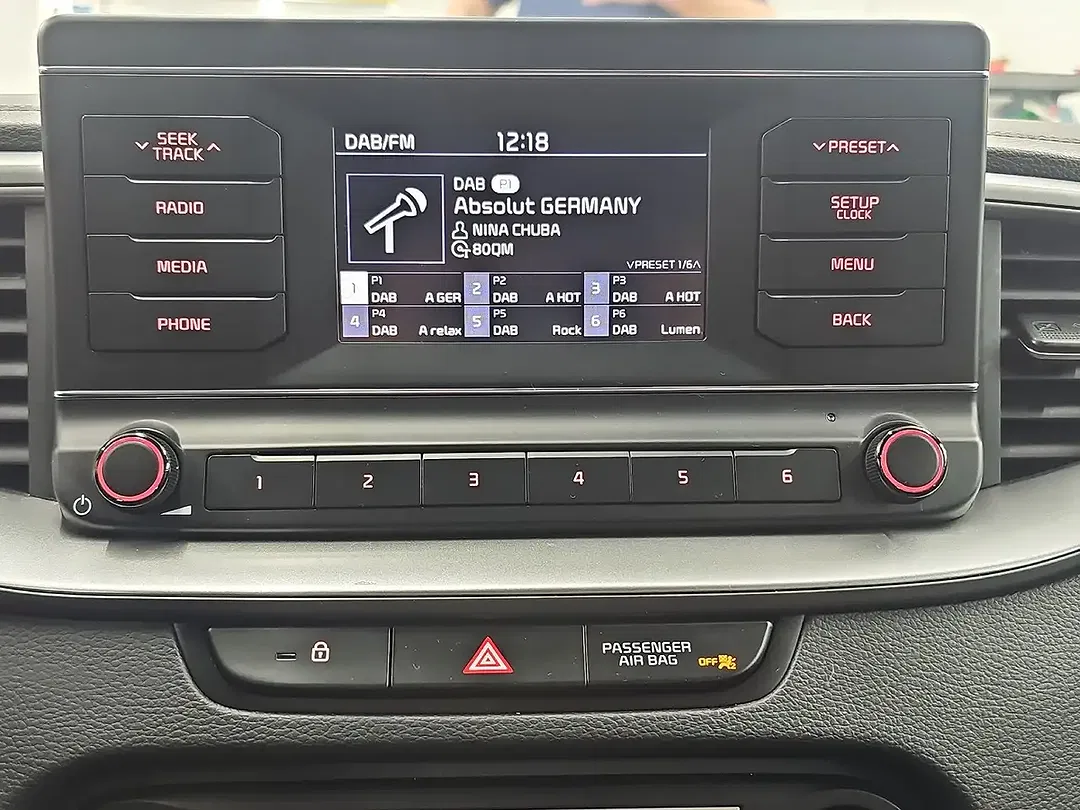 SEEK
TRACK
RADIO
MEDIA
PHONE
DAB/FM 12:18
DAB P1
Absolut GERMANY
NINA CHUBA
80QM
PRESET 1/6
1 P1 DAB A GER
2 P2 DAB A HOT
3 P3 DAB A HOT
4 P4 DAB A relax
5 P5 DAB Rock
6 P6 DAB Lumen
PRESET
SETUP
CLOCK
MENU
BACK
1 2 3 4 5 6
PASSENGER
AIR BAG OFF 2